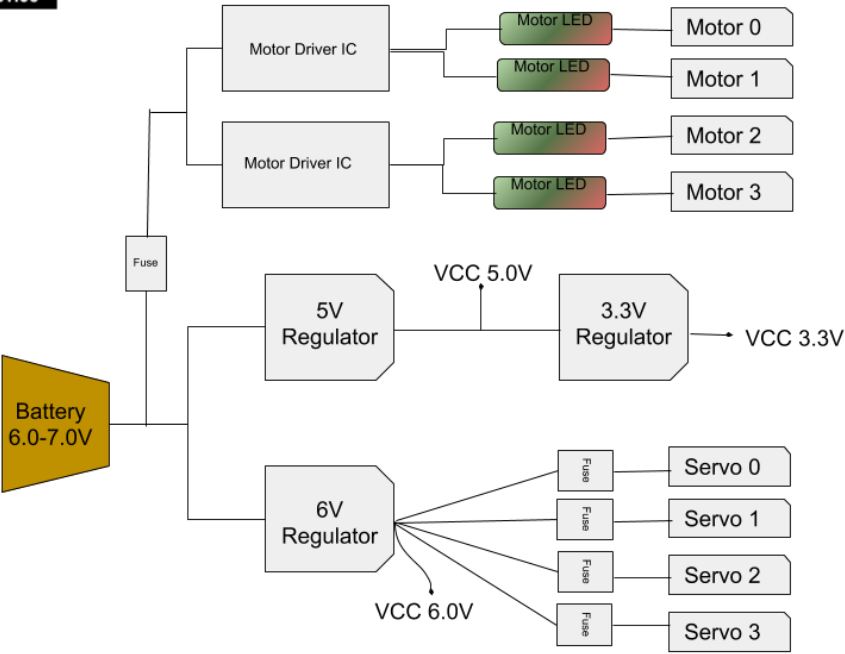 Motor LED
Motor 0
Motor Driver IC
Motor LED
Motor 1
Motor LED
Motor 2
Motor Driver IC
Motor LED
Motor 3
Fuse
VCC 5.0V
5V
Regulator
3.3V
Regulator
VCC 3.3V
Battery
6.0-7.0V
Fuse
Servo 0
6V
Regulator
Fuse
Servo 1
Fuse
Servo 2
VCC 6.0V
Fuse
Servo 3